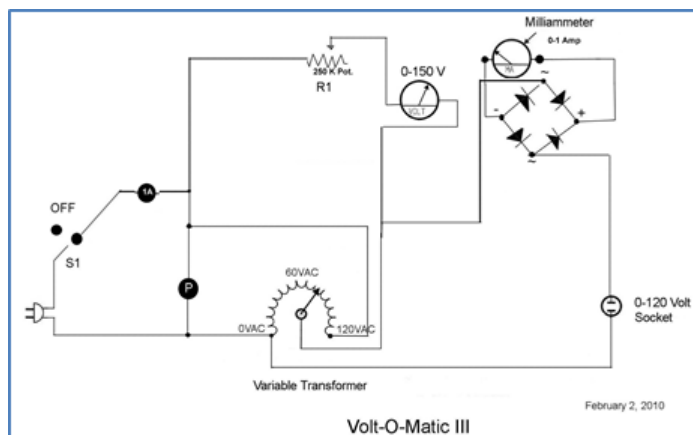 Milliammeter
0-1 Amp
MA
250 K Pot.
R1
0-150 V
VOLT
~
-
+
~
1A
OFF
S1
P
60VAC
0VAC
120VAC
0-120 Volt
Socket
Variable Transformer
February 2, 2010
Volt-O-Matic III